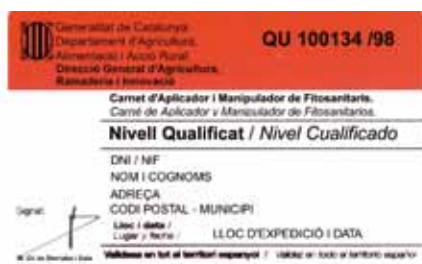 Generalitat de Catalunya
Departament d'Agricultura,
Alimentació i Acció Rural
Direcció General d'Agricultura,
Ramaderia i Innovació
QU 100134 /98
Carnet d'Aplicador i Manipulador de Fitosanitaris.
Carné de Aplicador y Manipulador de Fitosanitarios.
Nivell Qualificat / Nivel Cualificado
DNI / NIF
NOM I COGNOMS
ADREÇA
CODI POSTAL - MUNICIPI
Signat:
Lloc i data /
Lugar y fecha /
LLOC D'EXPEDICIÓ I DATA
Validesa en tot el territori espanyol / Validez en todo el territorio español